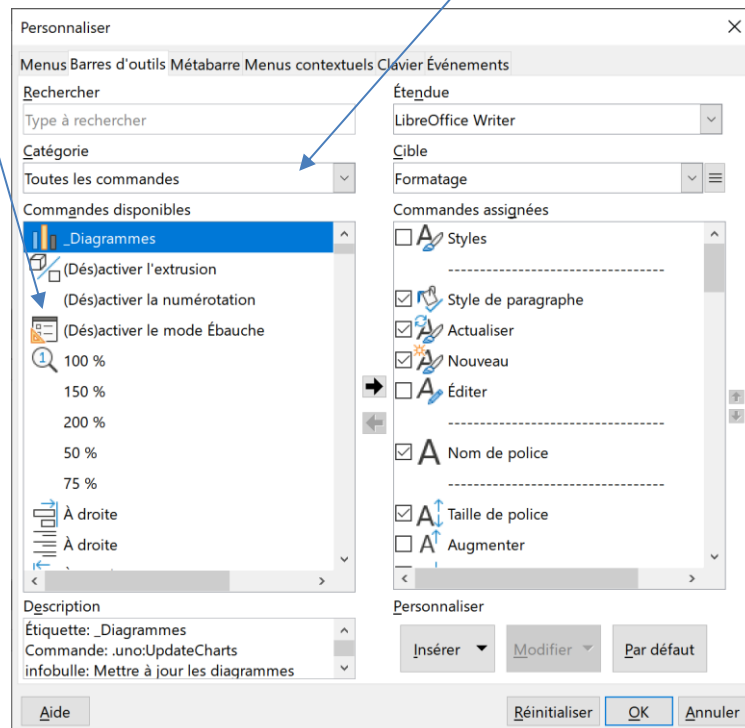 Personnaliser
Menus Barres d'outils Métabarre Menus contextuels Clavier Événements
Rechercher
Type à rechercher
Catégorie
Toutes les commandes
Commandes disponibles
_Diagrammes
(Dés)activer l'extrusion
(Dés)activer la numérotation
(Dés)activer le mode Ébauche
100 %
150 %
200 %
50 %
75 %
À droite
À droite
Description
Étiquette: _Diagrammes
Commande: .uno:UpdateCharts
infobulle: Mettre à jour les diagrammes
Étendue
LibreOffice Writer
Cible
Formatage
Commandes assignées
Styles
----------------------------------
Style de paragraphe
Actualiser
Nouveau
Éditer
----------------------------------
Nom de police
----------------------------------
Taille de police
Augmenter
Personnaliser
Insérer Modifier Par défaut
Aide Réinitialiser OK Annuler